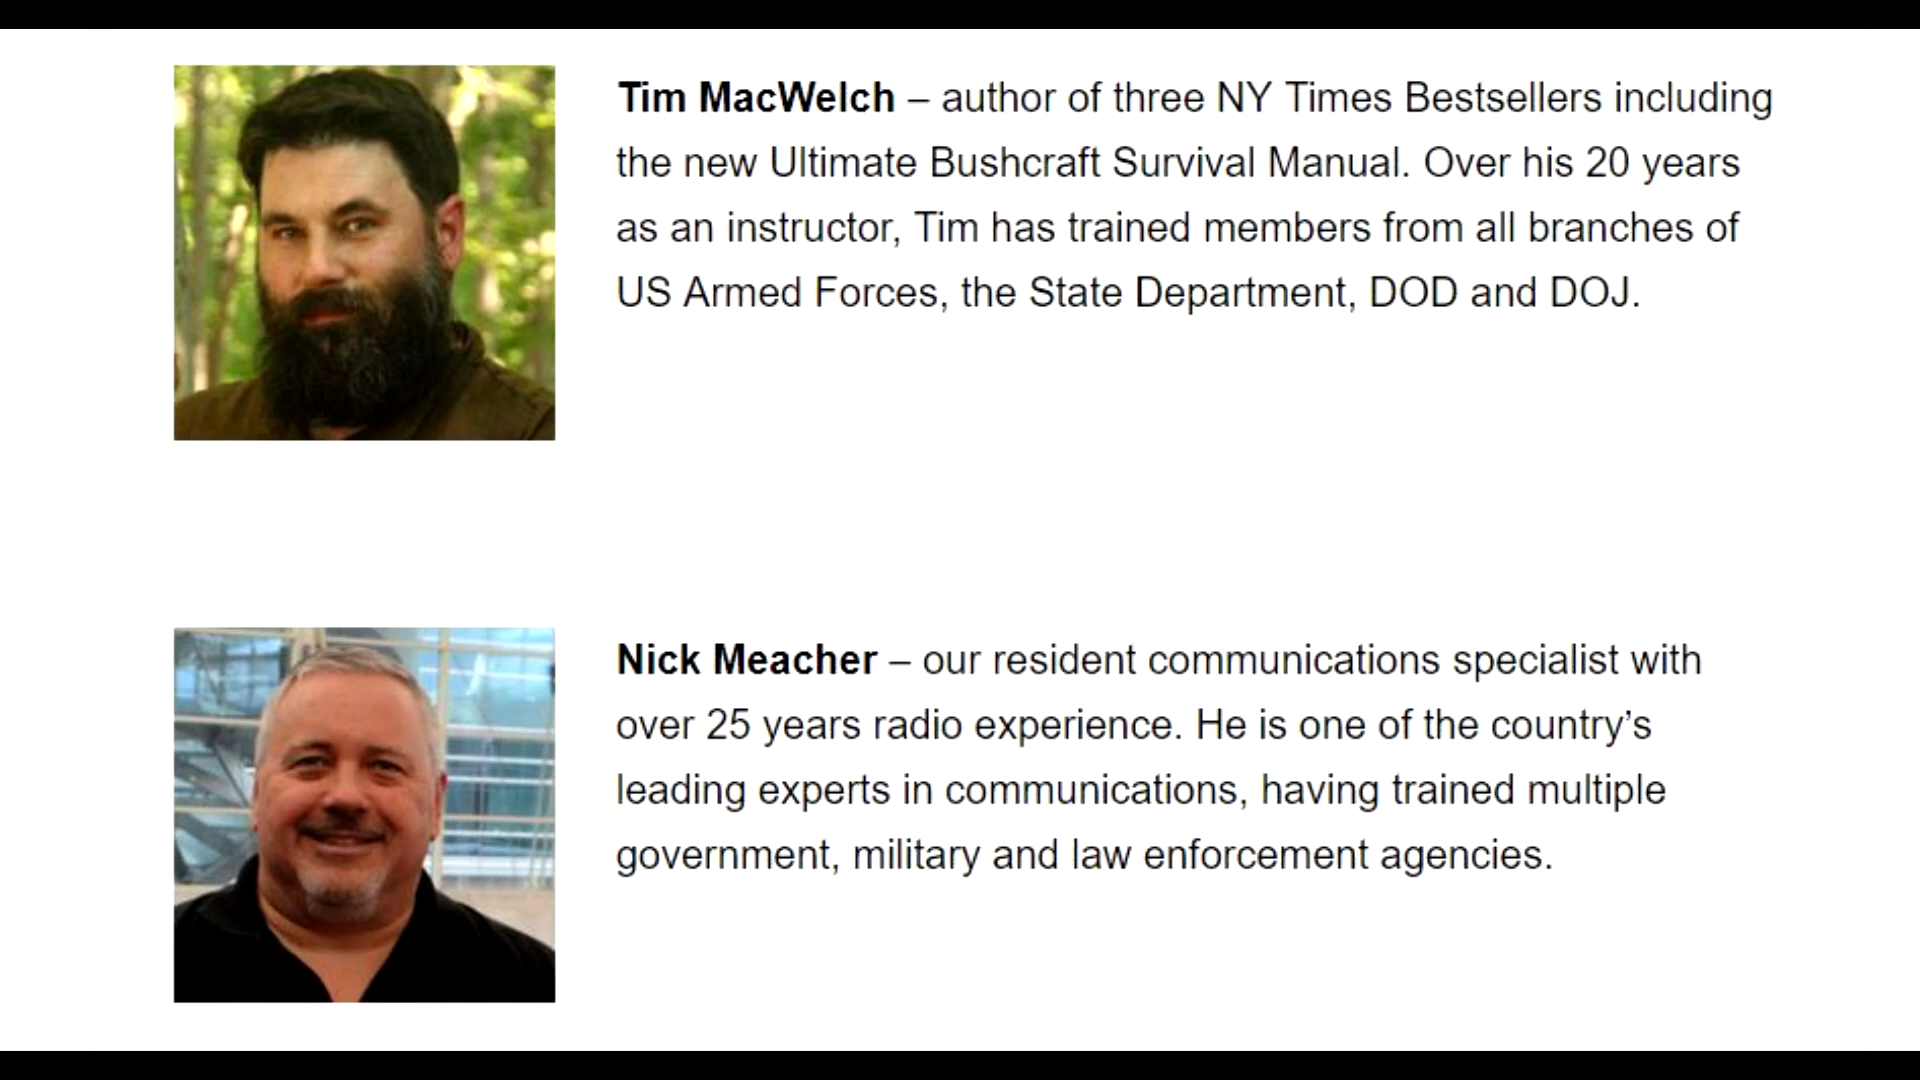 Tim MacWelch – author of three NY Times Bestsellers including
the new Ultimate Bushcraft Survival Manual. Over his 20 years
as an instructor, Tim has trained members from all branches of
US Armed Forces, the State Department, DOD and DOJ.
Nick Meacher – our resident communications specialist with
over 25 years radio experience. He is one of the country’s
leading experts in communications, having trained multiple
government, military and law enforcement agencies.